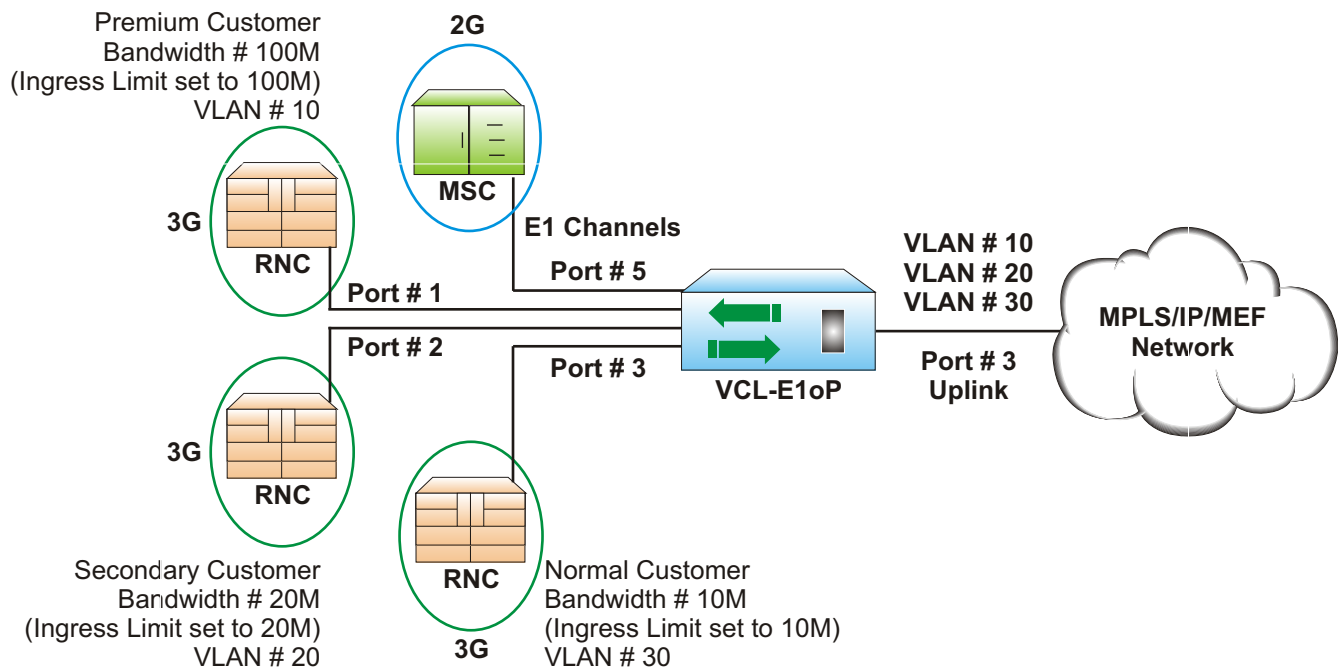 Premium Customer
Bandwidth # 100M
(Ingress Limit set to 100M)
VLAN # 10
2G
MSC
3G
RNC
E1 Channels
Port # 5
Port # 1
Port # 2
Port # 3
VCL-E1oP
VLAN # 10
VLAN # 20
VLAN # 30
Port # 3
Uplink
MPLS/IP/MEF
Network
3G
RNC
Secondary Customer
Bandwidth # 20M
(Ingress Limit set to 20M)
VLAN # 20
RNC
3G
Normal Customer
Bandwidth # 10M
(Ingress Limit set to 10M)
VLAN # 30